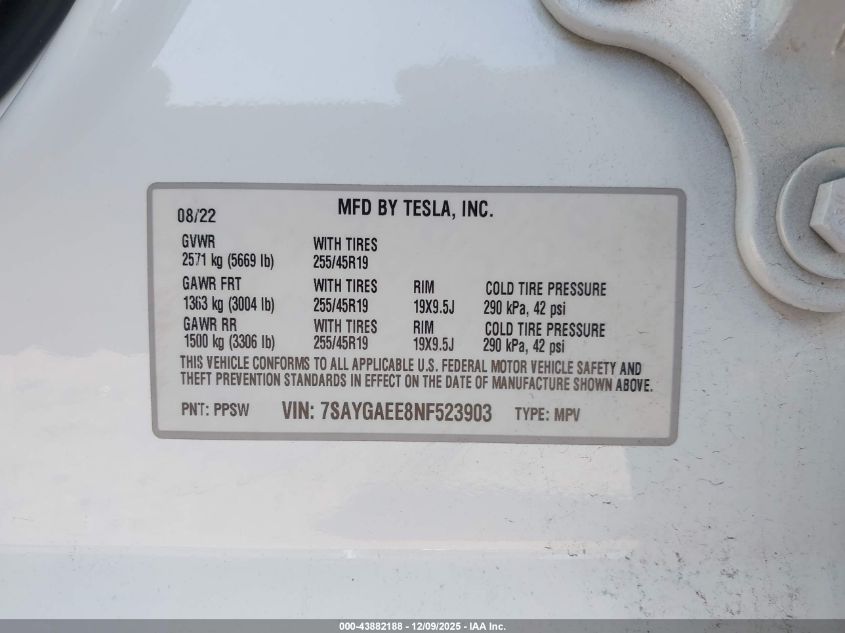 MFD BY TESLA, INC.
08/22
GVWR WITH TIRES
2571 kg (5669 lb) 255/45R19
GAWR FRT WITH TIRES RIM COLD TIRE PRESSURE
1363 kg (3004 lb) 255/45R19 19X9.5J 290 kPa, 42 psi
GAWR RR WITH TIRES RIM COLD TIRE PRESSURE
1500 kg (3306 lb) 255/45R19 19X9.5J 290 kPa, 42 psi
THIS VEHICLE CONFORMS TO ALL APPLICABLE U.S. FEDERAL MOTOR VEHICLE SAFETY AND
THEFT PREVENTION STANDARDS IN EFFECT ON THE DATE OF MANUFACTURE SHOWN ABOVE.
PNT: PPSW VIN: 7SAYGAEE8NF523903 TYPE: MPV
000-43882188 - 12/09/2025 - IAA Inc.